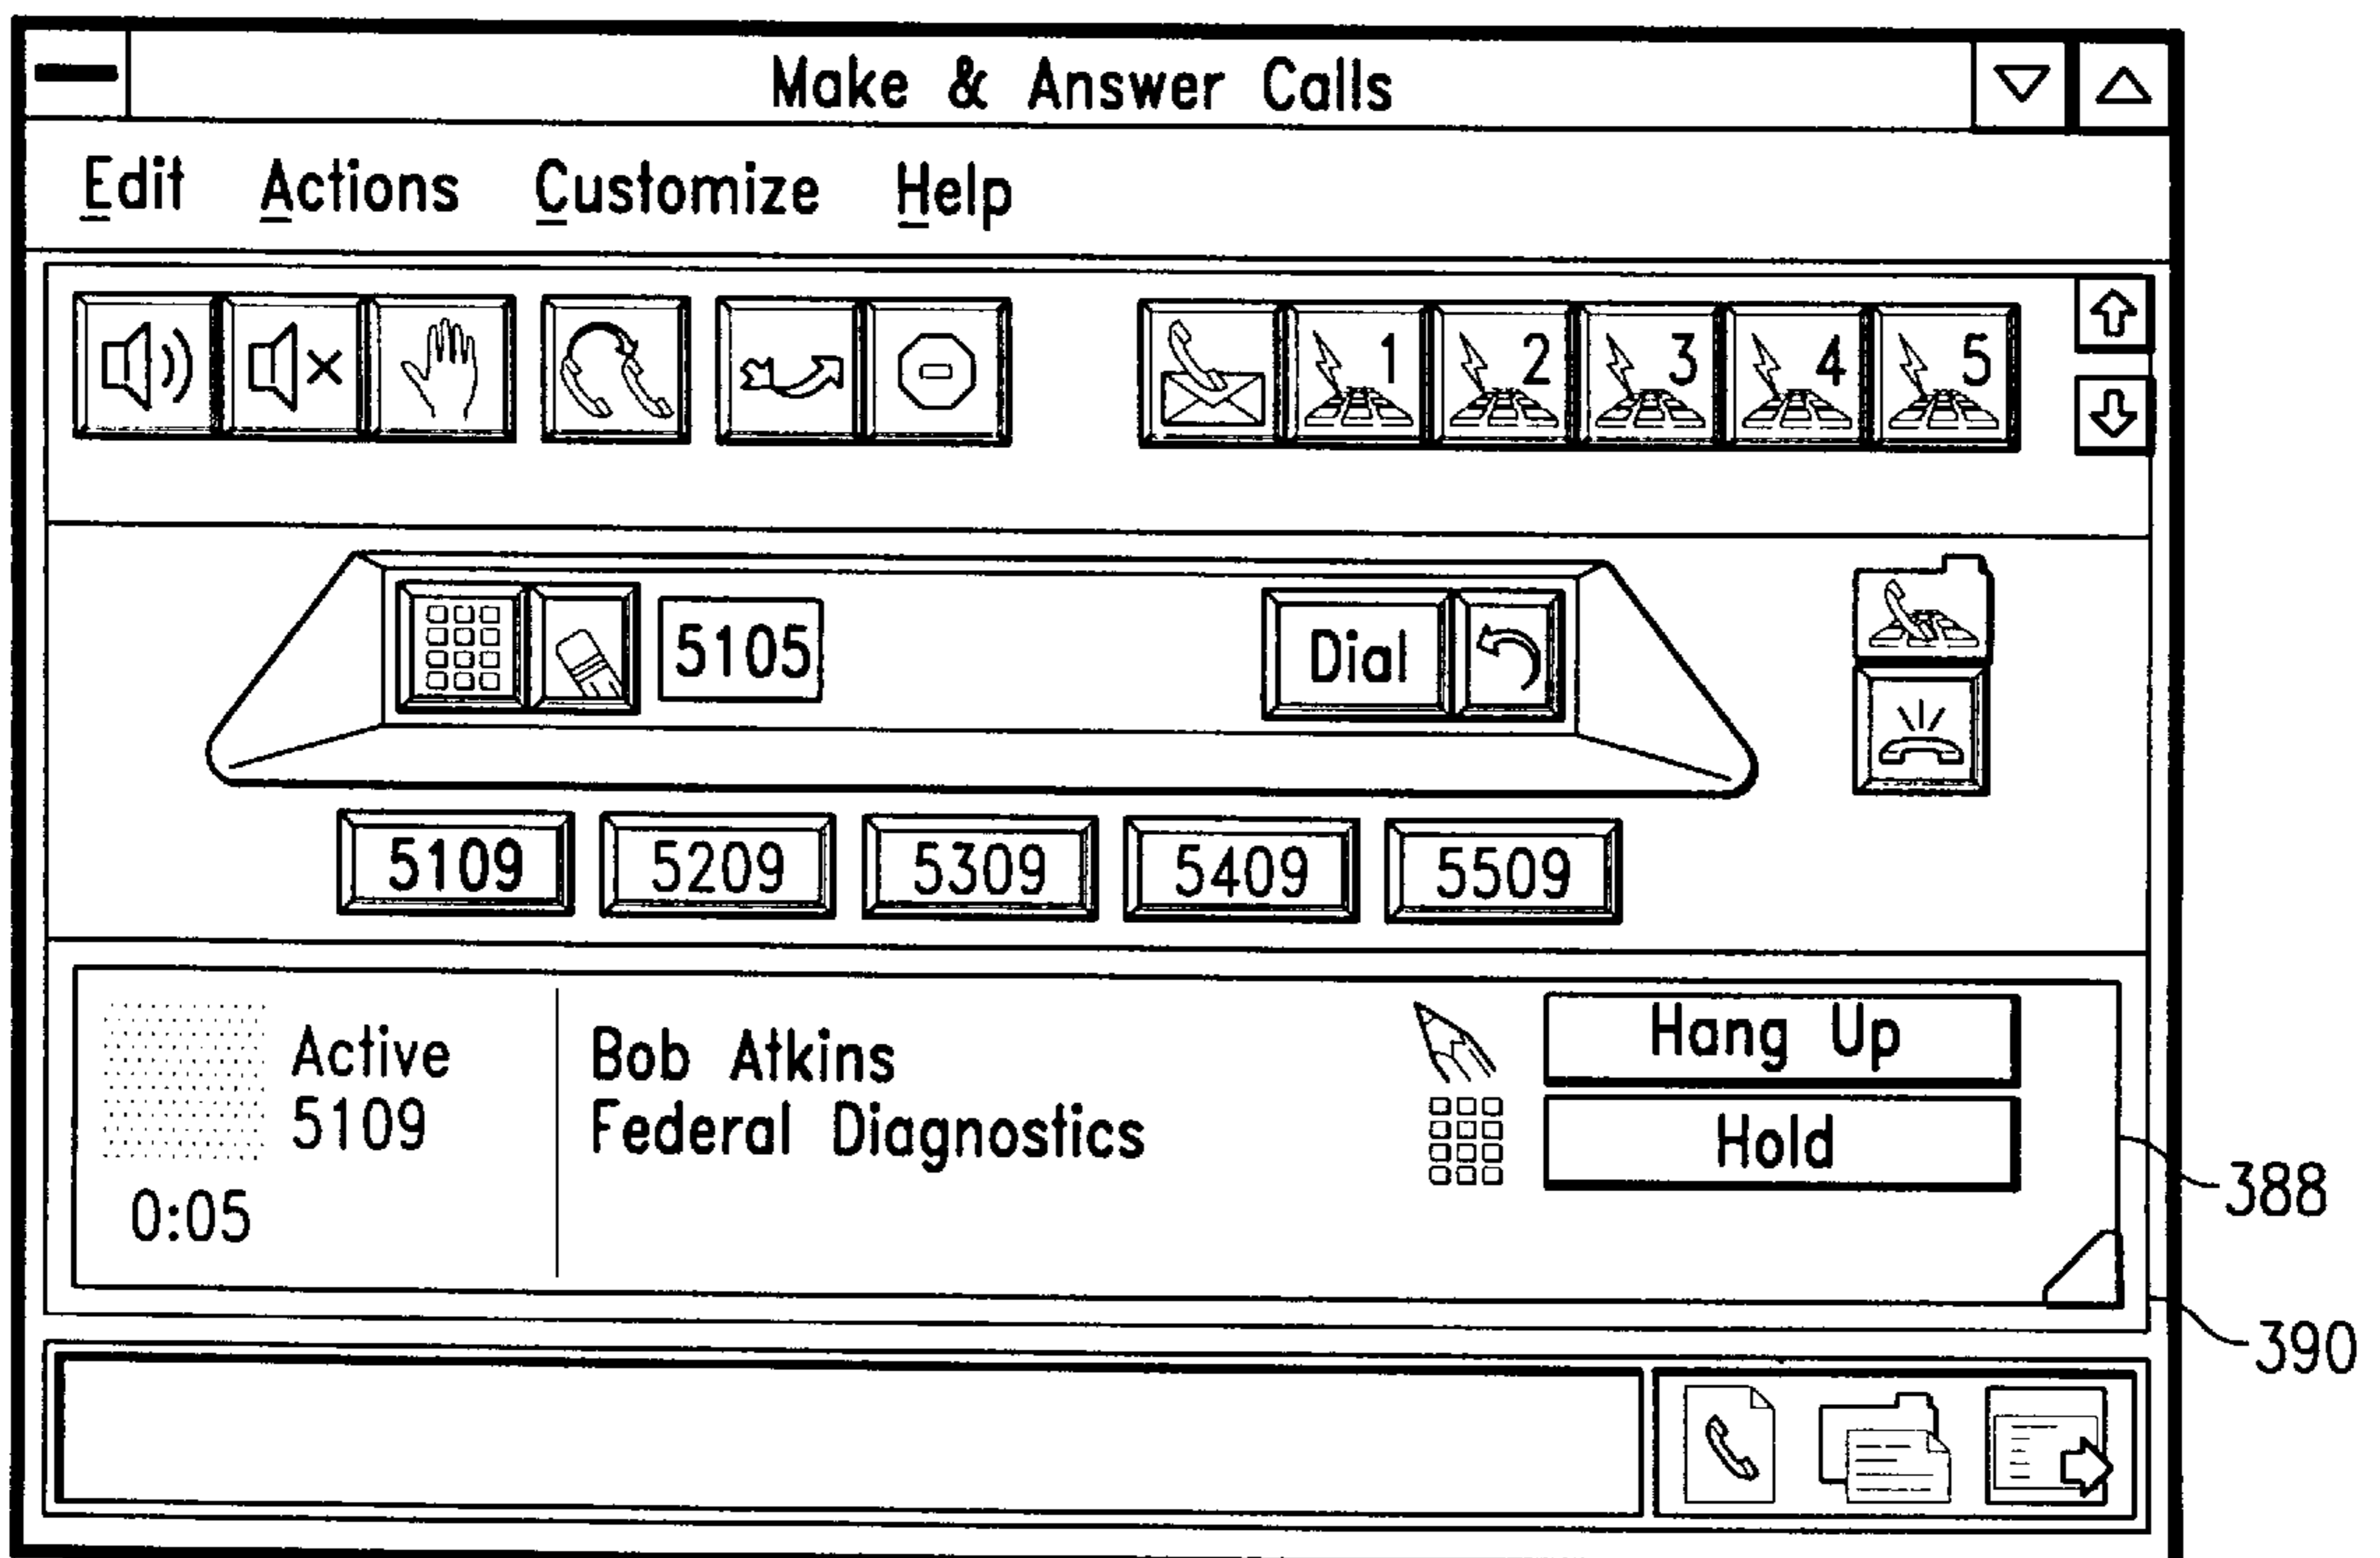 Make & Answer Calls
Edit Actions Customize Help
1 2 3 4 5
5105 Dial
5109 5209 5309 5409 5509
Active Bob Atkins Hang Up
5109 Federal Diagnostics Hold
388
0:05
390